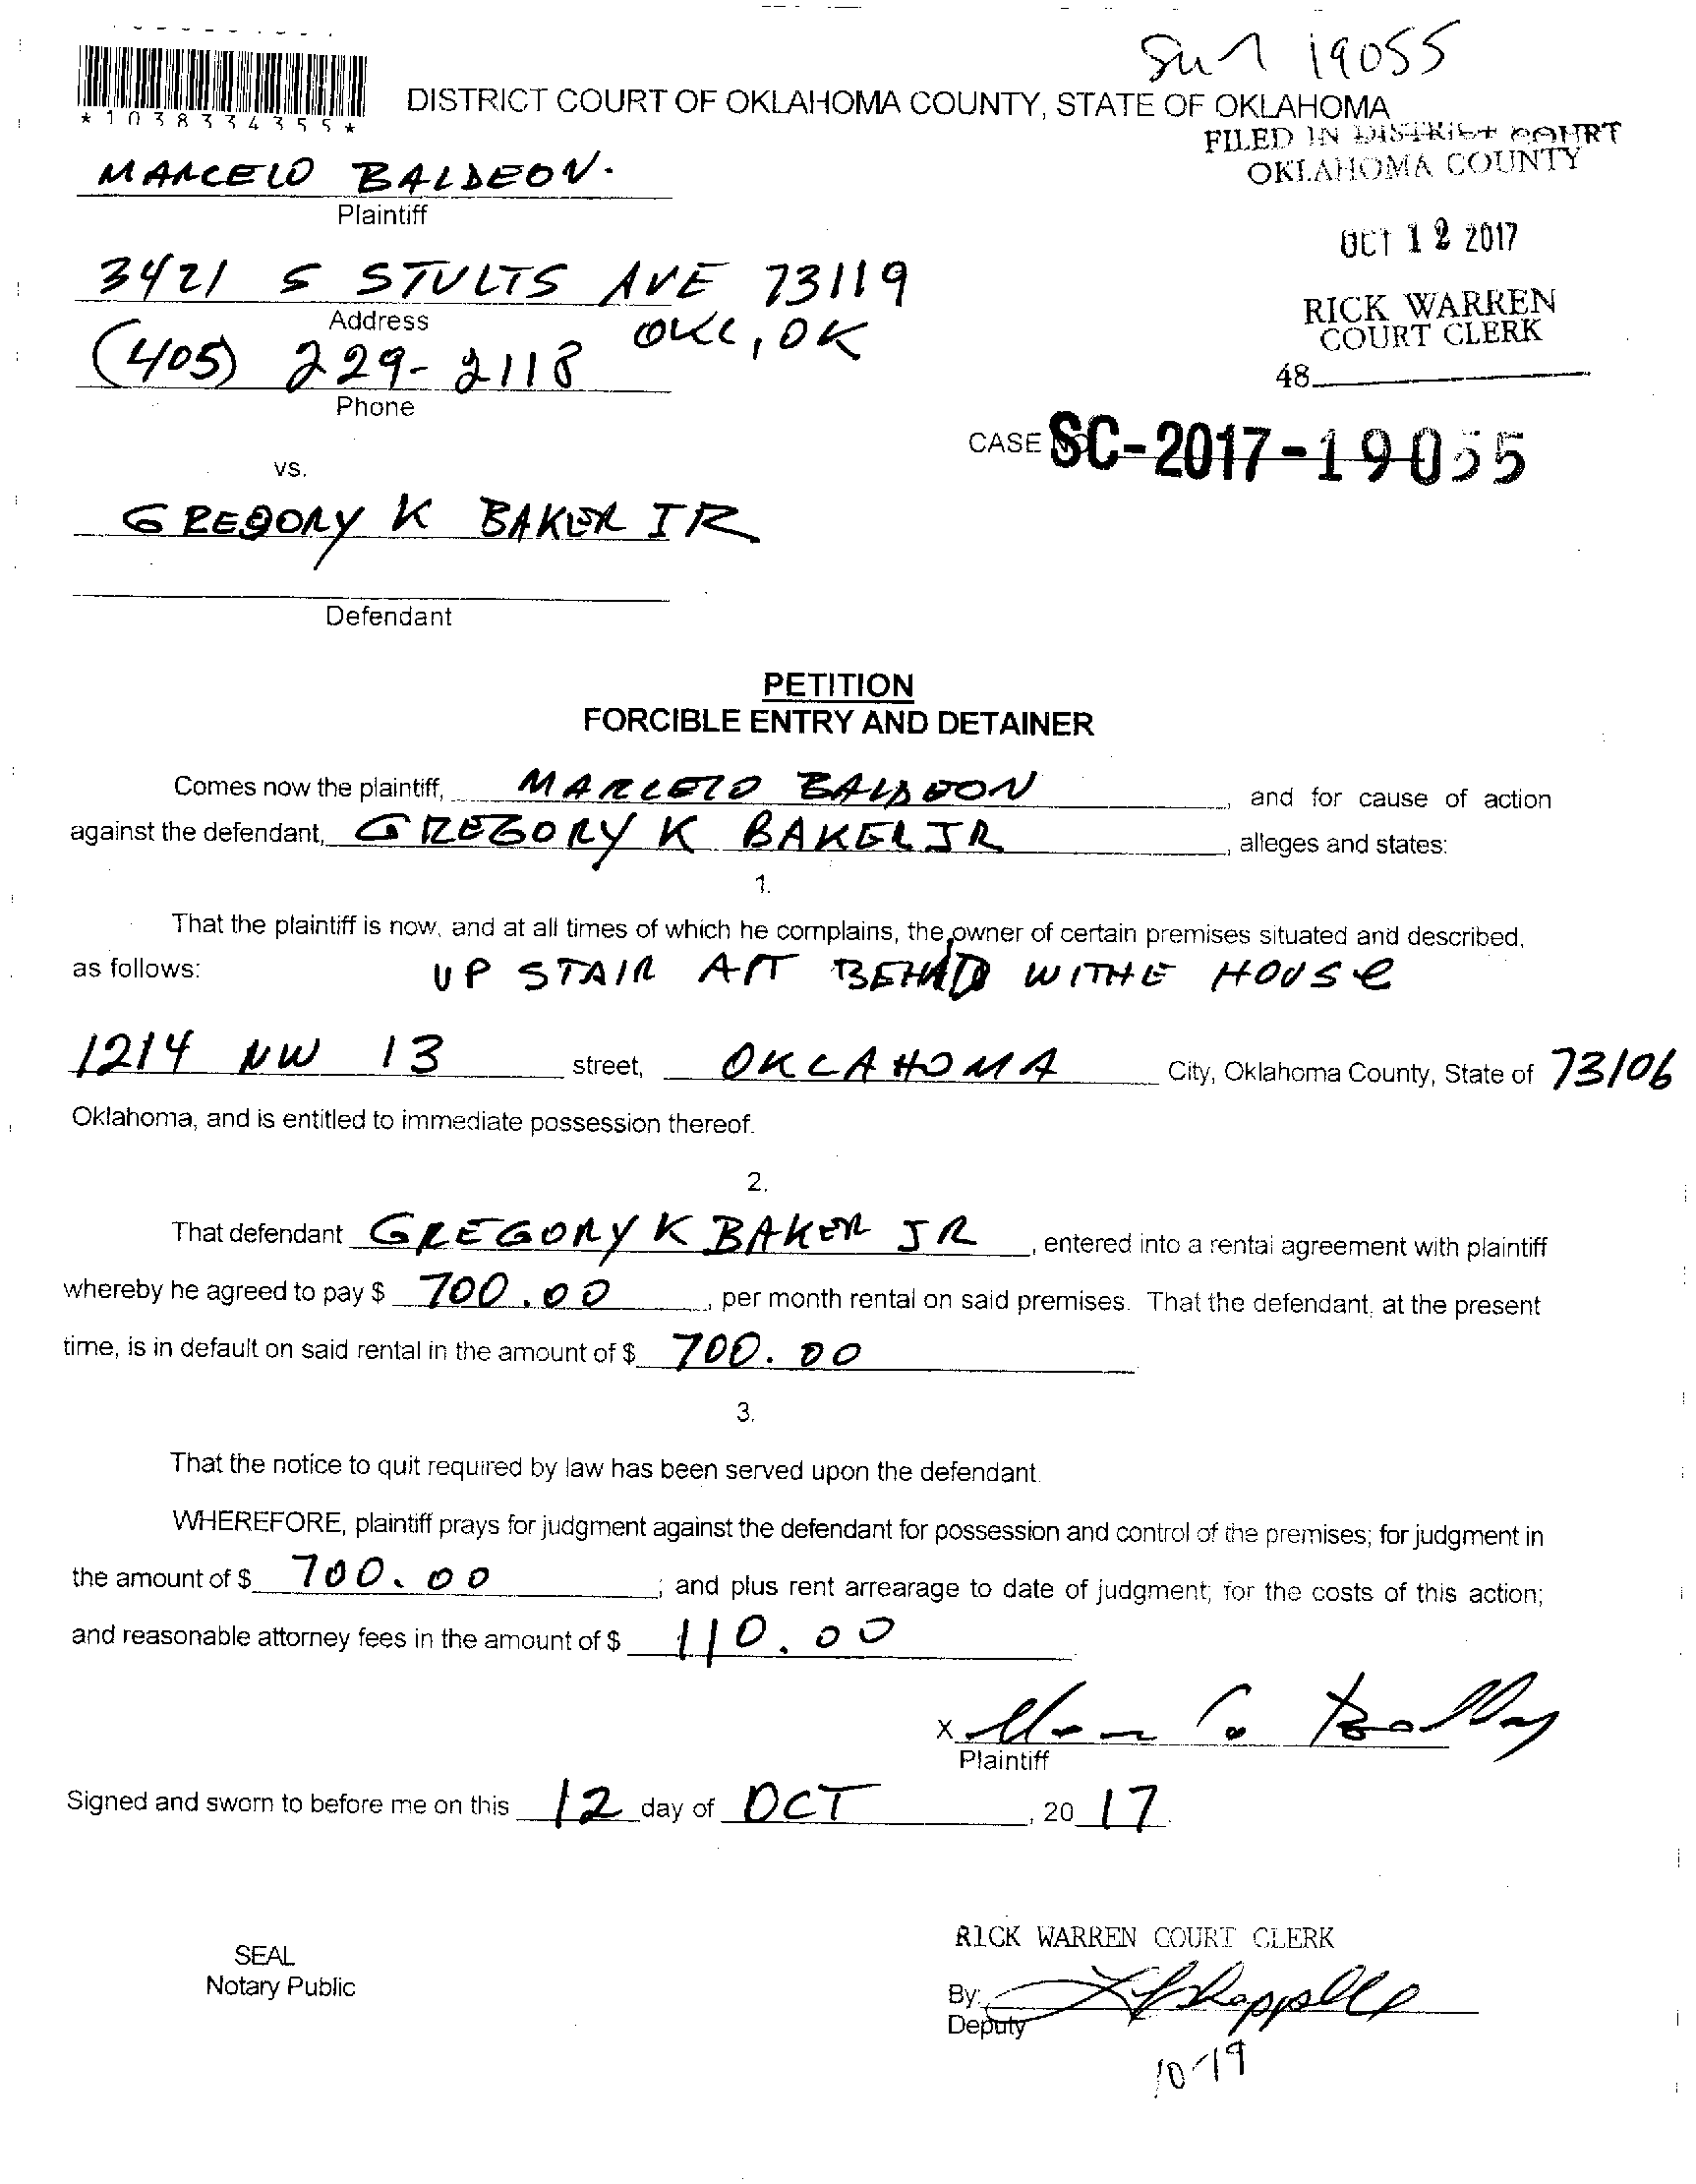 19055
*1038334355*
DISTRICT COURT OF OKLAHOMA COUNTY, STATE OF OKLAHOMA
FILED IN DISTRICT COURT
OKLAHOMA COUNTY
MARCELO BALDEON.
Plaintiff
OCT 12 2017
3421 S STULTS AVE 73119
Address
OKC, OK
RICK WARREN
COURT CLERK
(405) 229-2118
Phone
48
CASE NO SC-2017-19055
vs.
GREGORY K BAKER JR
Defendant
PETITION
FORCIBLE ENTRY AND DETAINER
Comes now the plaintiff, MARCELO BALDEON, and for cause of action
against the defendant, GREGORY K BAKER JR, alleges and states:
1.
That the plaintiff is now, and at all times of which he complains, the owner of certain premises situated and described,
as follows: UP STAIR APT WITHE HOUSE
1214 NW 13 street, OKLAHOMA City, Oklahoma County, State of 73106
Oklahoma, and is entitled to immediate possession thereof.
2.
That defendant GREGORY K BAKER JR, entered into a rental agreement with plaintiff
whereby he agreed to pay $ 700.00, per month rental on said premises. That the defendant, at the present
time, is in default on said rental in the amount of $ 700.00
3.
That the notice to quit required by law has been served upon the defendant.
WHEREFORE, plaintiff prays for judgment against the defendant for possession and control of the premises; for judgment in
the amount of $ 700.00; and plus rent arrearage to date of judgment; for the costs of this action;
and reasonable attorney fees in the amount of $ 110.00
X
Plaintiff
Signed and sworn to before me on this 12 day of OCT, 20 17.
RICK WARREN COURT CLERK
SEAL
Notary Public
By:
Deputy
10-19